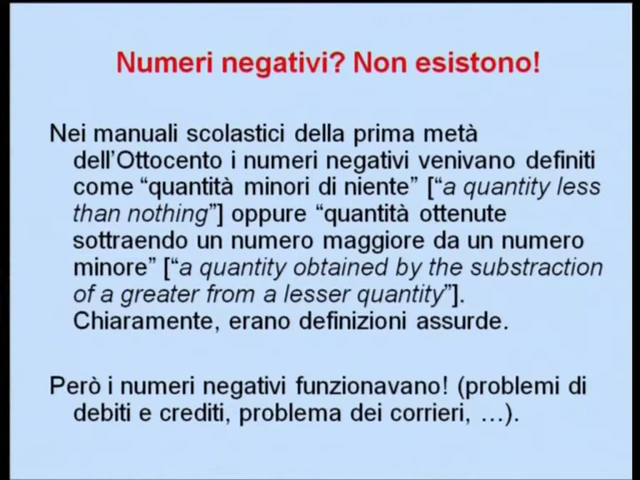 Numeri negativi? Non esistono!
Nei manuali scolastici della prima metà
dell'Ottocento i numeri negativi venivano definiti
come “quantità minori di niente” [“a quantity less
than nothing”] oppure “quantità ottenute
sottraendo un numero maggiore da un numero
minore” [“a quantity obtained by the substraction
of a greater from a lesser quantity”].
Chiaramente, erano definizioni assurde.
Però i numeri negativi funzionavano! (problemi di
debiti e crediti, problema dei corrieri, …).